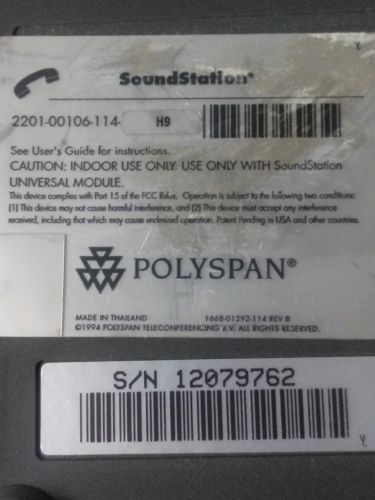 SoundStation®
2201-00106-114- H9
See User's Guide for instructions.
CAUTION: INDOOR USE ONLY. USE ONLY WITH SoundStation
UNIVERSAL MODULE.
This device complies with Part 15 of the FCC Rules. Operation is subject to the following two conditions:
(1) This device may not cause harmful interference, and (2) This device must accept any interference
received, including that which may cause undesired operation. Patent Pending in USA and other countries.
POLYSPAN®
MADE IN THAILAND 1668-01292-114 REV B
©1994 POLYSPAN TELECONFERENCING B.V. ALL RIGHTS RESERVED.
S/N 12079762